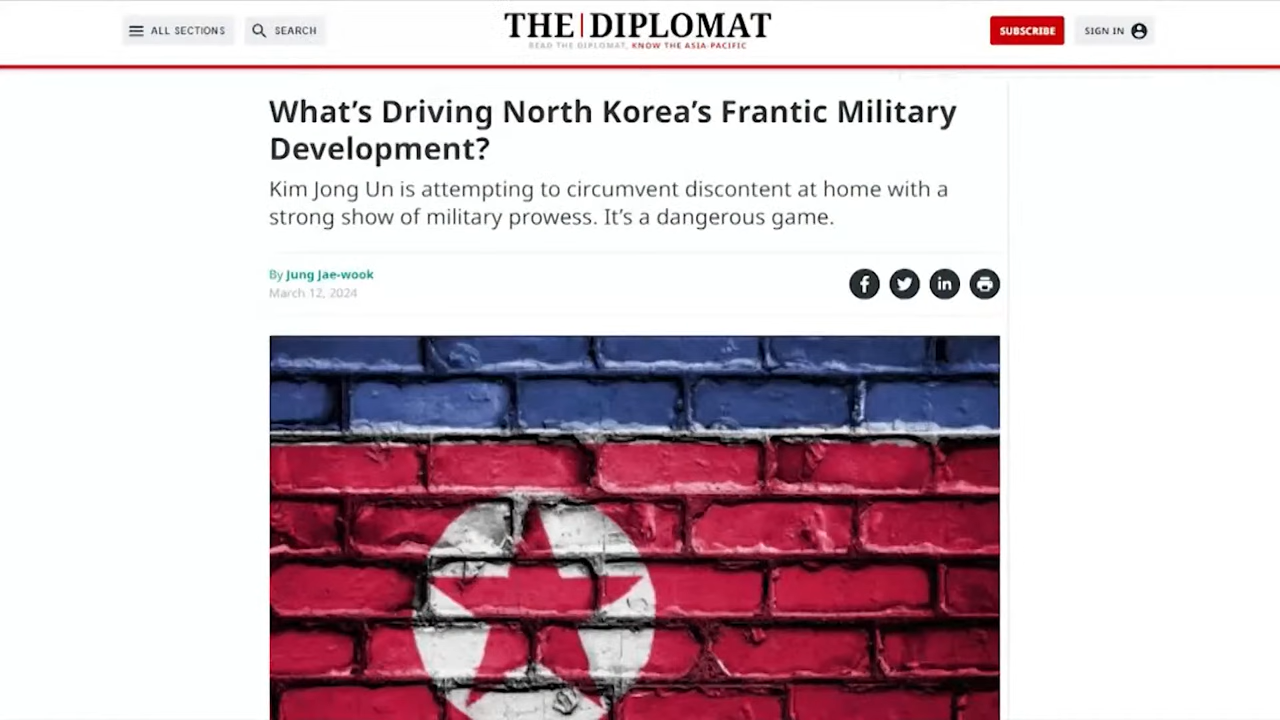 ALL SECTIONS
SEARCH
THE|DIPLOMAT
READ THE DIPLOMAT, KNOW THE ASIA-PACIFIC
SUBSCRIBE
SIGN IN
What's Driving North Korea's Frantic Military
Development?
Kim Jong Un is attempting to circumvent discontent at home with a
strong show of military prowess. It's a dangerous game.
By Jung Jae-wook
March 12, 2024